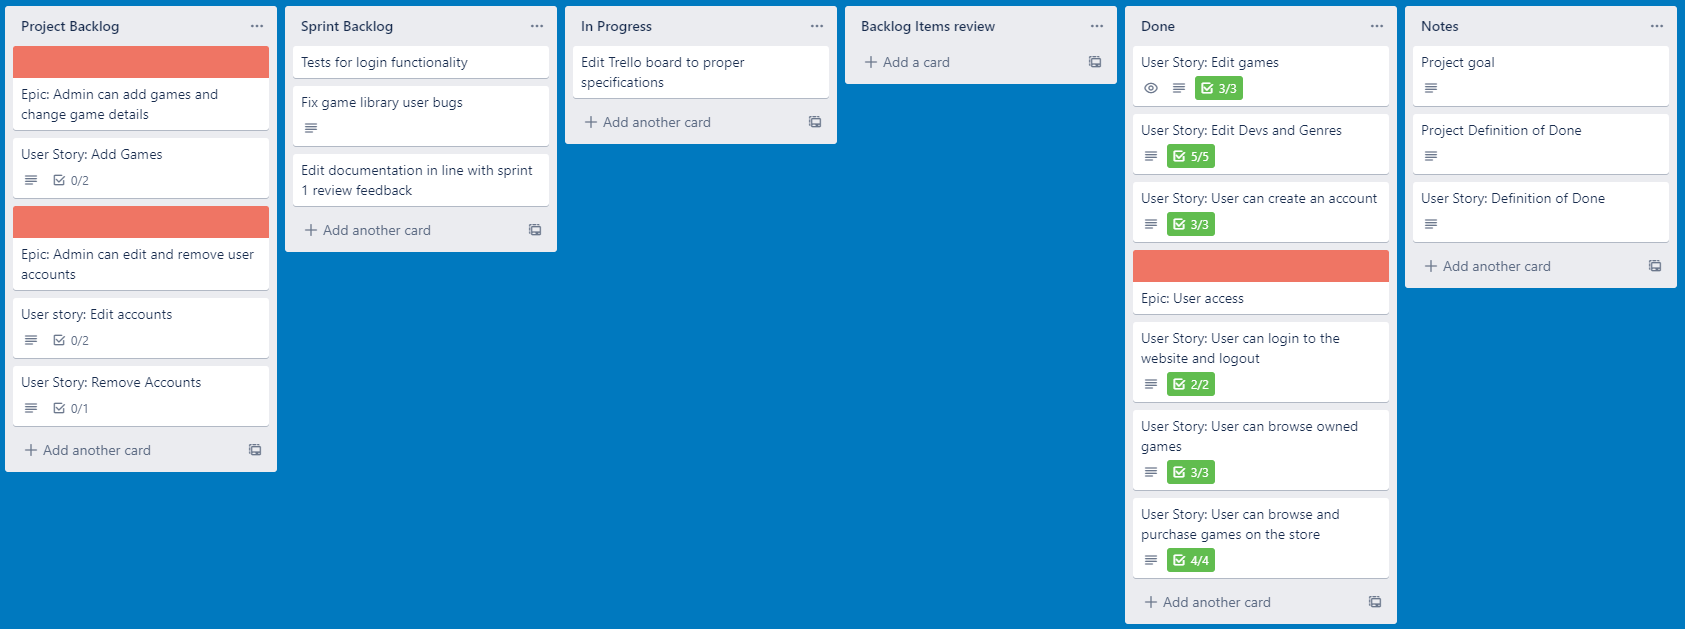 Project Backlog
Epic: Admin can add games and
change game details
User Story: Add Games
0/2
Epic: Admin can edit and remove user
accounts
User story: Edit accounts
0/2
User Story: Remove Accounts
0/1
Add another card
Sprint Backlog
Tests for login functionality
Fix game library user bugs
Edit documentation in line with sprint
1 review feedback
Add another card
In Progress
Edit Trello board to proper
specifications
Add another card
Backlog Items review
Add a card
Done
User Story: Edit games
3/3
User Story: Edit Devs and Genres
5/5
User Story: User can create an account
3/3
Epic: User access
User Story: User can login to the
website and logout
2/2
User Story: User can browse owned
games
3/3
User Story: User can browse and
purchase games on the store
4/4
Add another card
Notes
Project goal
Project Definition of Done
User Story: Definition of Done
Add another card